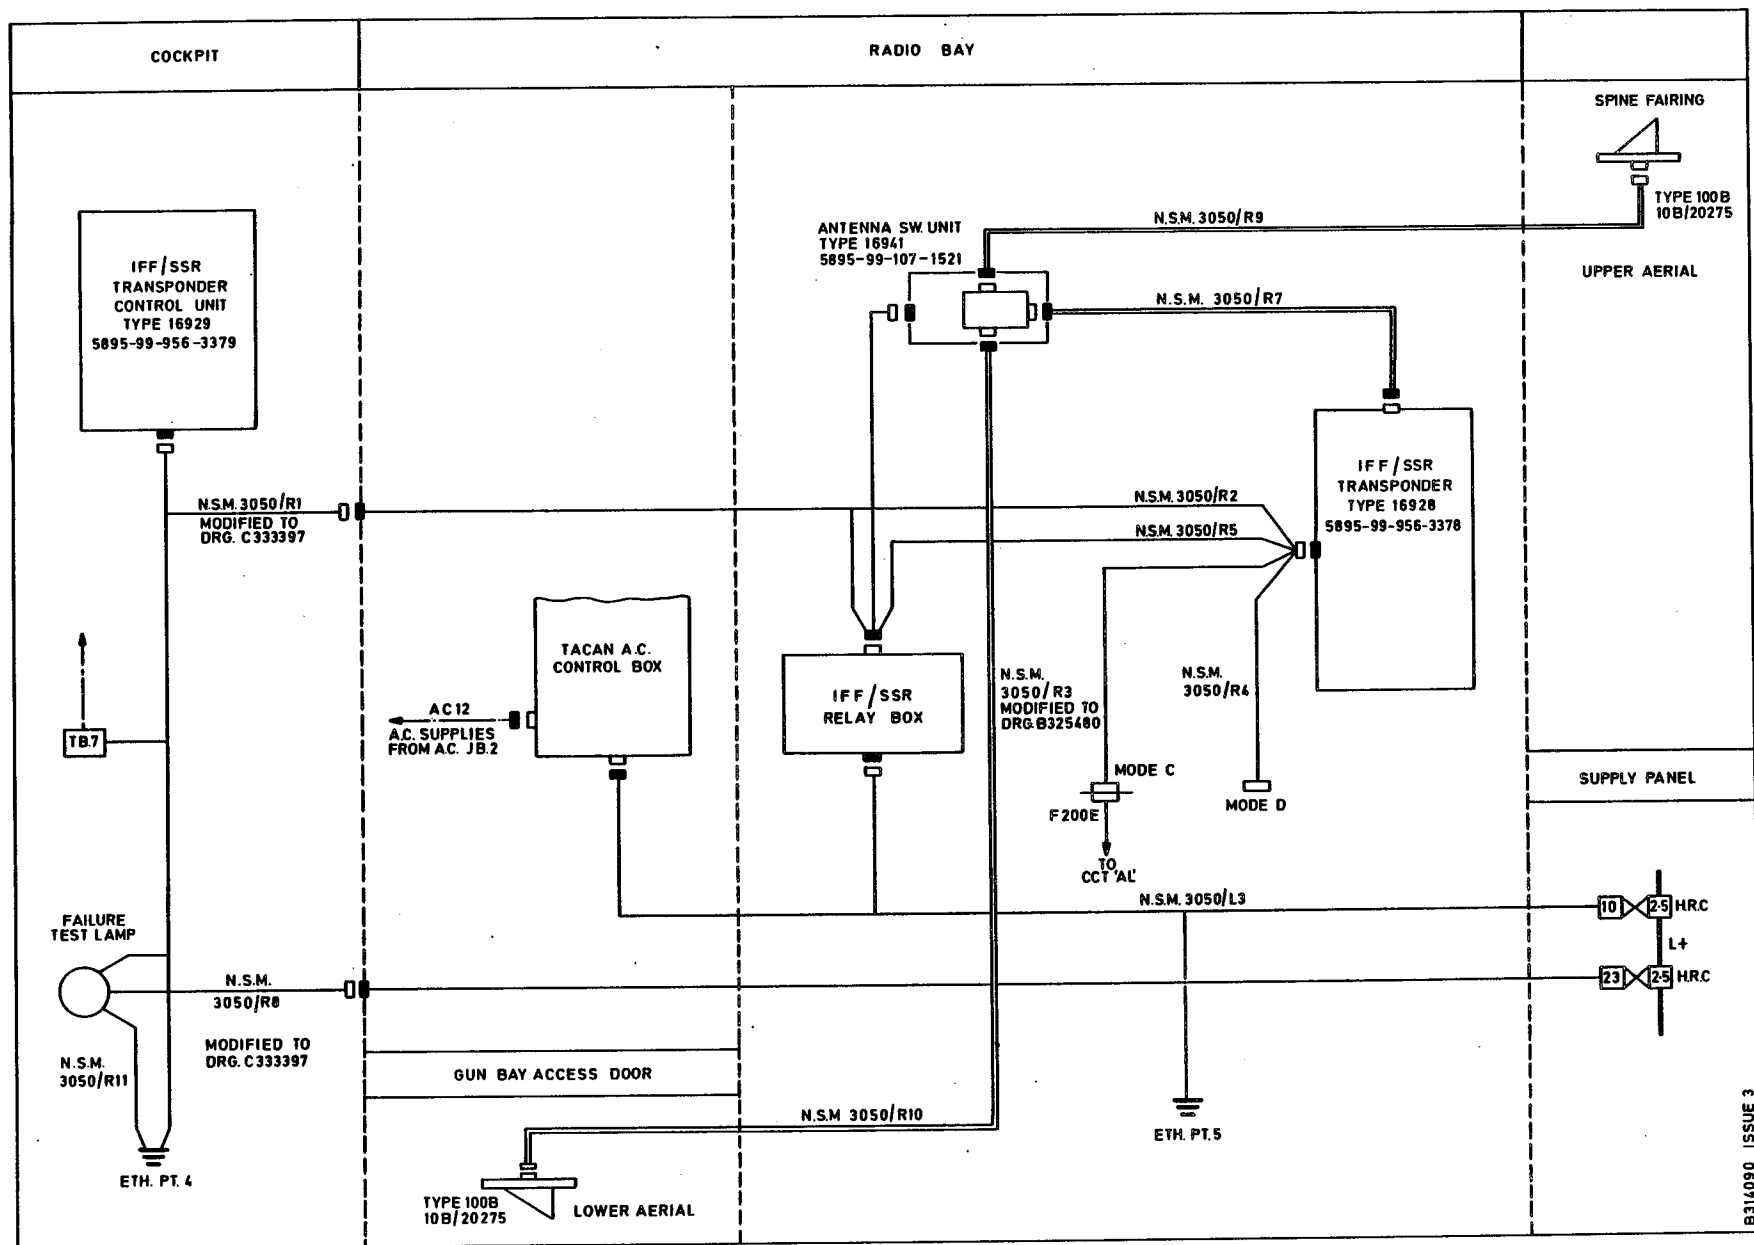 COCKPIT
RADIO BAY
SPINE FAIRING
TYPE 100B
10B/20275
UPPER AERIAL
N.S.M. 3050/R9
ANTENNA SW. UNIT
TYPE 16941
5895-99-107-1521
N.S.M. 3050/R7
IFF/SSR
TRANSPONDER
CONTROL UNIT
TYPE 16929
5895-99-956-3379
IFF/SSR
TRANSPONDER
TYPE 16928
5895-99-956-3378
N.S.M. 3050/R1
MODIFIED TO
DRG. C333397
N.S.M. 3050/R2
N.S.M. 3050/R5
TACAN A.C.
CONTROL BOX
IFF/SSR
RELAY BOX
N.S.M.
3050/R3
MODIFIED TO
DRG.B325480
N.S.M.
3050/R4
AC12
A.C. SUPPLIES
FROM A.C. J.B.2
TB.7
MODE C
F200E
TO
CCT 'AL'
MODE D
SUPPLY PANEL
N.S.M. 3050/L3
10
2·5
H.R.C
L+
23
2·5
H.R.C
FAILURE
TEST LAMP
N.S.M.
3050/R8
MODIFIED TO
DRG. C333397
N.S.M.
3050/R11
GUN BAY ACCESS DOOR
N.S.M 3050/R10
ETH. PT.5
ETH. PT. 4
TYPE 100B
10B/20275
LOWER AERIAL
B314090 ISSUE 3